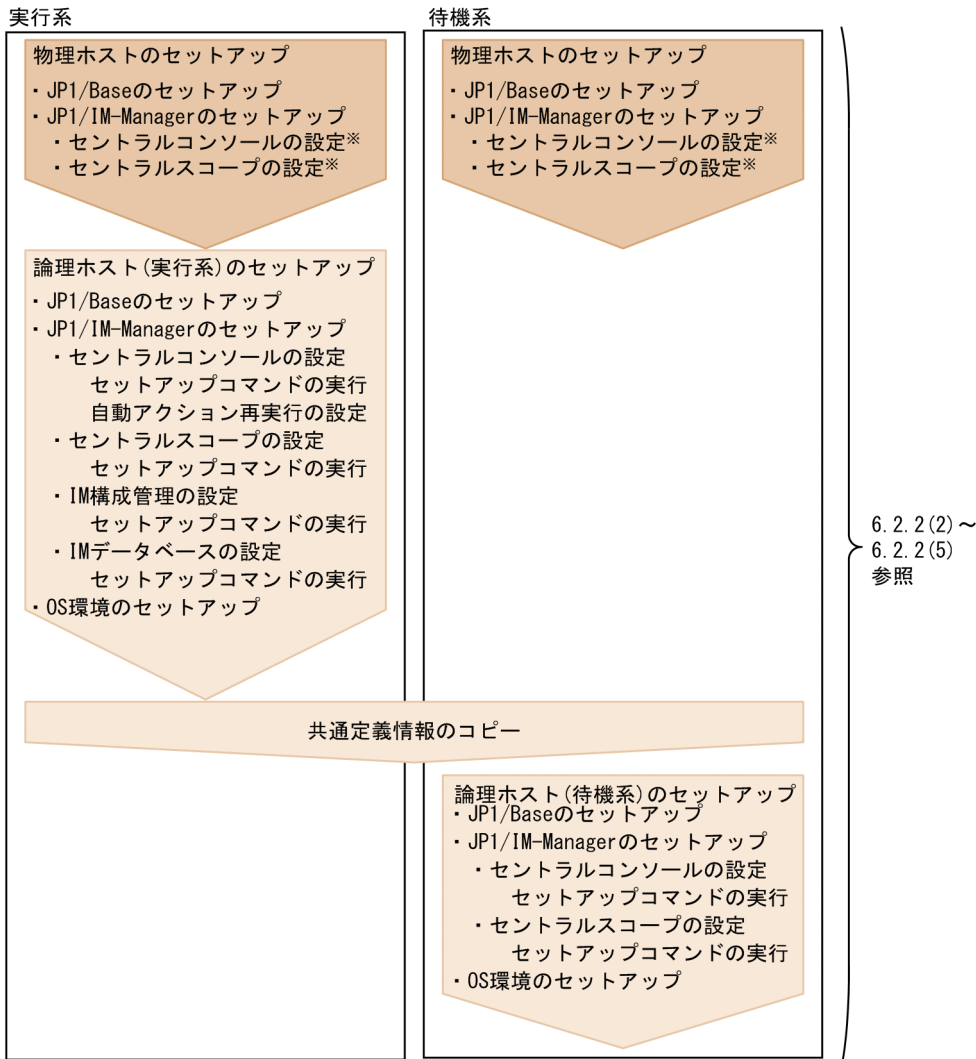 実行系
物理ホストのセットアップ
・JP1/Baseのセットアップ
・JP1/IM-Managerのセットアップ
・セントラルコンソールの設定※
・セントラルスコープの設定※
論理ホスト(実行系)のセットアップ
・JP1/Baseのセットアップ
・JP1/IM-Managerのセットアップ
・セントラルコンソールの設定
セットアップコマンドの実行
自動アクション再実行の設定
・セントラルスコープの設定
セットアップコマンドの実行
・IM構成管理の設定
セットアップコマンドの実行
・IMデータベースの設定
セットアップコマンドの実行
・OS環境のセットアップ
待機系
物理ホストのセットアップ
・JP1/Baseのセットアップ
・JP1/IM-Managerのセットアップ
・セントラルコンソールの設定※
・セントラルスコープの設定※
共通定義情報のコピー
論理ホスト(待機系)のセットアップ
・JP1/Baseのセットアップ
・JP1/IM-Managerのセットアップ
・セントラルコンソールの設定
セットアップコマンドの実行
・セントラルスコープの設定
セットアップコマンドの実行
・OS環境のセットアップ
6.2.2(2)～
6.2.2(5)
参照